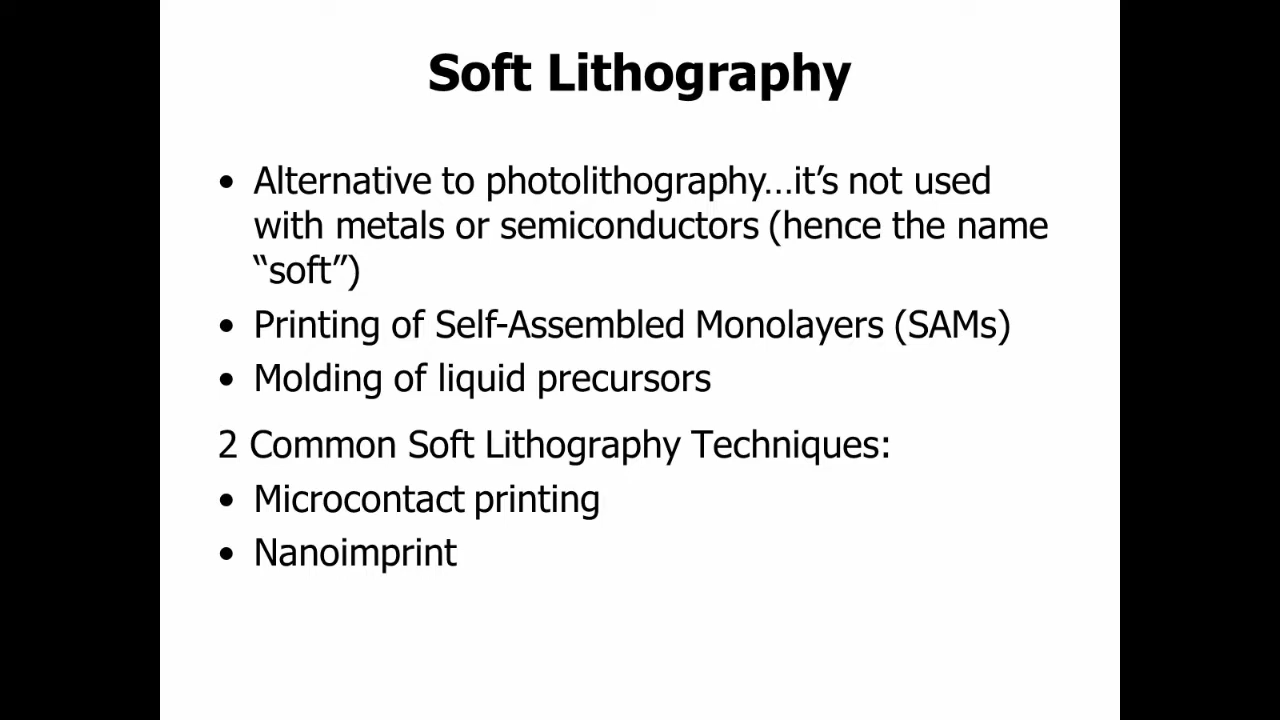 Soft Lithography
• Alternative to photolithography…it’s not used
with metals or semiconductors (hence the name
“soft”)
• Printing of Self-Assembled Monolayers (SAMs)
• Molding of liquid precursors
2 Common Soft Lithography Techniques:
• Microcontact printing
• Nanoimprint